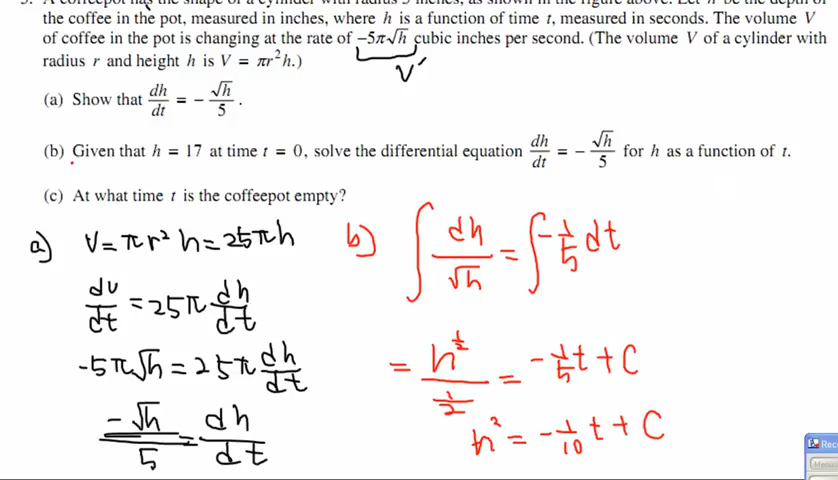 the coffee in the pot, measured in inches, where h is a function of time t, measured in seconds. The volume V
of coffee in the pot is changing at the rate of −5π√h cubic inches per second. (The volume V of a cylinder with
radius r and height h is V = πr²h.)
V'
(a) Show that dh/dt = −√h/5.
(b) Given that h = 17 at time t = 0, solve the differential equation dh/dt = −√h/5 for h as a function of t.
(c) At what time t is the coffeepot empty?
a) V = πr² h = 25πh
dv/dt = 25π dh/dt
-5π√h = 25π dh/dt
-√h/5 = dh/dt
b) ∫ dh/√h = ∫ -1/5 dt
= h^(1/2)/(1/2) = -1/5 t + C
h^2 = -1/10 t + C
Rec
Menu